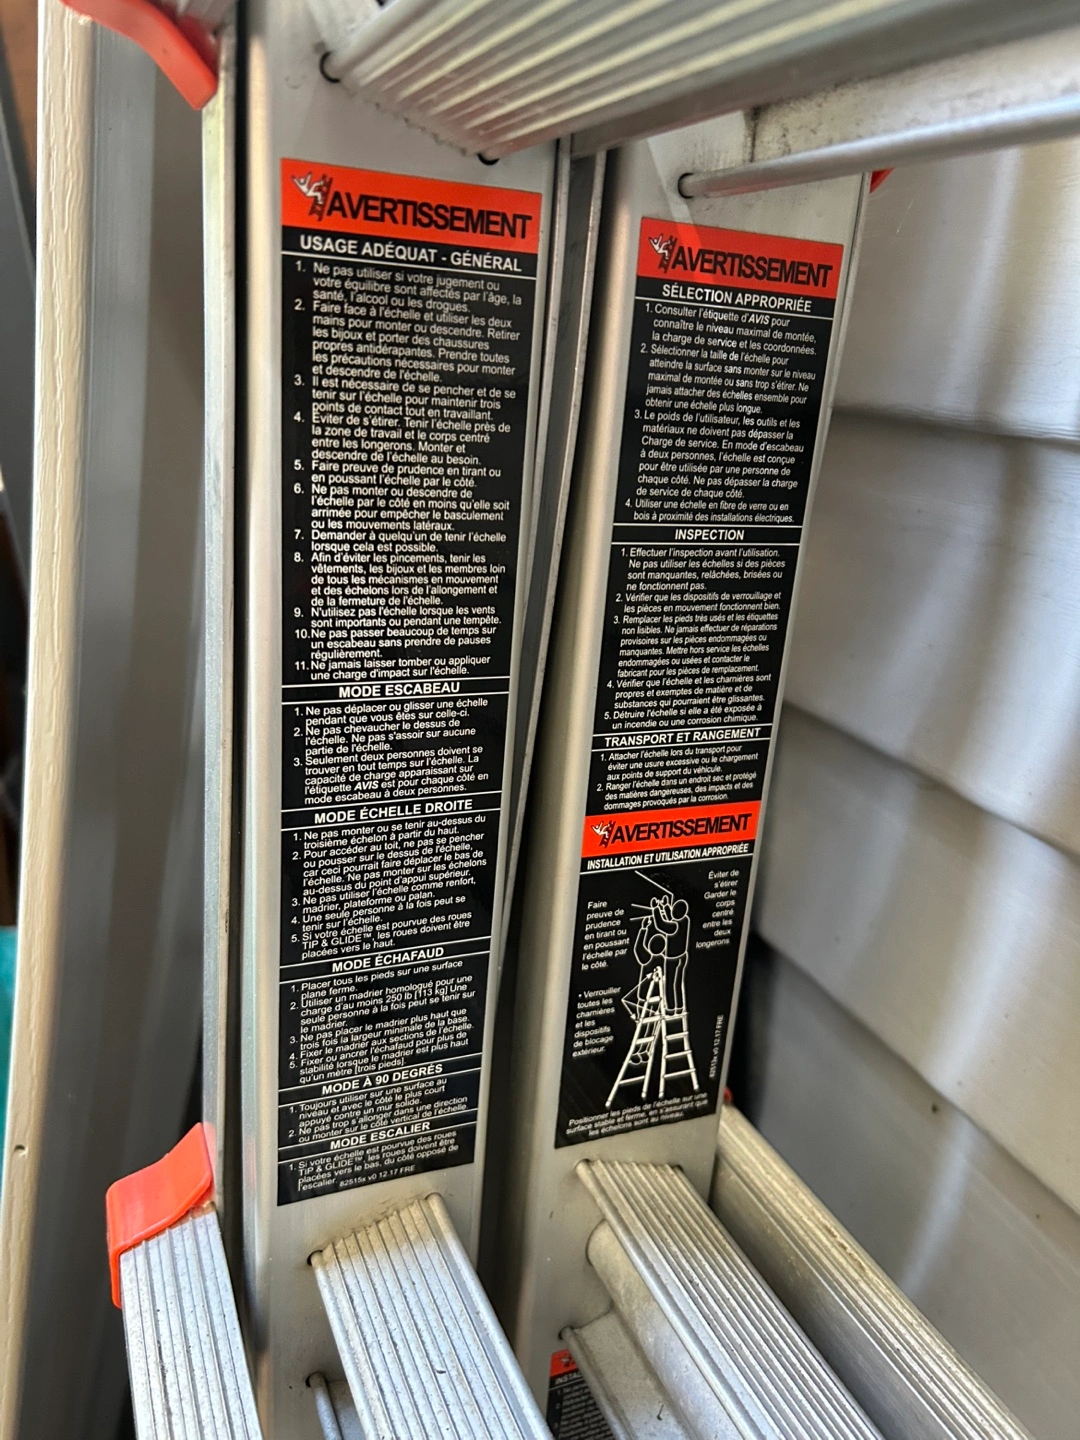 AVERTISSEMENT
USAGE ADÉQUAT - GÉNÉRAL
1. Ne pas utiliser si votre jugement ou
votre équilibre sont affectés par l'âge, la
santé, l'alcool ou les drogues.
2. Faire face à l'échelle et utiliser les deux
mains pour monter ou descendre. Retirer
les bijoux et porter des chaussures
propres antidérapantes. Prendre toutes
les précautions nécessaires pour monter
et descendre de l'échelle.
3. Il est nécessaire de se pencher et de se
tenir sur l'échelle pour maintenir trois
points de contact tout en travaillant.
4. Éviter de s'étirer. Tenir l'échelle près de
la zone de travail et le corps centré
entre les longerons. Monter et
descendre de l'échelle au besoin.
5. Faire preuve de prudence en tirant ou
en poussant l'échelle par le côté.
6. Ne pas monter ou descendre de
l'échelle par le côté en moins qu'elle soit
arrimée pour empêcher le basculement
ou les mouvements latéraux.
7. Demander à quelqu'un de tenir l'échelle
lorsque cela est possible.
8. Afin d'éviter les pincements, tenir les
vêtements, les bijoux et les membres loin
de tous les mécanismes en mouvement
et des échelons lors de l'allongement et
de la fermeture de l'échelle.
9. N'utilisez pas l'échelle lorsque les vents
sont importants ou pendant une tempête.
10. Ne pas passer beaucoup de temps sur
un escabeau sans prendre de pauses
régulièrement.
11. Ne jamais laisser tomber ou appliquer
une charge d'impact sur l'échelle.
MODE ESCABEAU
1. Ne pas déplacer ou glisser une échelle
pendant que vous êtes sur celle-ci.
2. Ne pas chevaucher le dessus de
l'échelle. Ne pas s'assoir sur aucune
partie de l'échelle.
3. Seulement deux personnes doivent se
trouver en tout temps sur l'échelle. La
capacité de charge apparaissant sur
l'étiquette AVIS est pour chaque côté en
mode escabeau à deux personnes.
MODE ÉCHELLE DROITE
1. Ne pas monter ou se tenir au-dessus du
troisième échelon à partir du haut.
2. Pour accéder au toit, ne pas se pencher
ou pousser sur le dessus de l'échelle,
car ceci pourrait faire déplacer le bas de
l'échelle. Ne pas monter sur les échelons
au-dessus du point d'appui supérieur.
3. Ne pas utiliser l'échelle comme renfort,
madrier, plateforme ou palan.
4. Une seule personne à la fois peut se
tenir sur l'échelle.
5. Si votre échelle est pourvue des roues
TIP & GLIDE™, les roues doivent être
placées vers le haut.
MODE ÉCHAFAUD
1. Placer tous les pieds sur une surface
plane ferme.
2. Utiliser un madrier homologué pour une
charge d'au moins 250 lb [113 kg] Une
seule personne à la fois peut se tenir sur
le madrier.
3. Ne pas placer le madrier plus haut que
trois fois la largeur minimale de la base.
4. Fixer le madrier aux sections de l'échelle.
5. Fixer ou ancrer l'échafaud pour plus de
stabilité lorsque le madrier est plus haut
qu'un mètre [trois pieds].
MODE À 90 DEGRÉS
1. Toujours utiliser sur une surface au
niveau et avec le côté le plus court
appuyé contre un mur solide.
2. Ne pas trop s'allonger dans une direction
ou monter sur le côté vertical de l'échelle.
MODE ESCALIER
1. Si votre échelle est pourvue des roues
TIP & GLIDE™, les roues doivent être
placées vers le bas, du côté opposé de
l'escalier. 82515x v0 12.17 FRE
AVERTISSEMENT
SÉLECTION APPROPRIÉE
1. Consulter l'étiquette d'AVIS pour
connaître le niveau maximal de montée,
la charge de service et les coordonnées.
2. Sélectionner la taille de l'échelle pour
atteindre la surface sans monter sur le niveau
maximal de montée ou sans trop s'étirer. Ne
jamais attacher des échelles ensemble pour
obtenir une échelle plus longue.
3. Le poids de l'utilisateur, les outils et les
matériaux ne doivent pas dépasser la
Charge de service. En mode d'escabeau
à deux personnes, l'échelle est conçue
pour être utilisée par une personne de
chaque côté. Ne pas dépasser la charge
de service de chaque côté.
4. Utiliser une échelle en fibre de verre ou en
bois à proximité des installations électriques.
INSPECTION
1. Effectuer l'inspection avant l'utilisation.
Ne pas utiliser les échelles si des pièces
sont manquantes, relâchées, brisées ou
ne fonctionnent pas.
2. Vérifier que les dispositifs de verrouillage et
les pièces en mouvement fonctionnent bien.
3. Remplacer les pieds très usés et les étiquettes
non lisibles. Ne jamais effectuer de réparations
provisoires sur les pièces endommagées ou
manquantes. Mettre hors service les échelles
endommagées ou usées et contacter le
fabricant pour les pièces de remplacement.
4. Vérifier que l'échelle et les charnières sont
propres et exemptes de matière et de
substances qui pourraient être glissantes.
5. Détruire l'échelle si elle a été exposée à
un incendie ou une corrosion chimique.
TRANSPORT ET RANGEMENT
1. Attacher l'échelle lors du transport pour
éviter une usure excessive ou le chargement
aux points de support du véhicule.
2. Ranger l'échelle dans un endroit sec et protégé
des matières dangereuses, des impacts et des
dommages provoqués par la corrosion.
AVERTISSEMENT
INSTALLATION ET UTILISATION APPROPRIÉE
Éviter de
s'étirer
Garder le
corps
centré
entre les
deux
longerons
Faire
preuve de
prudence
en tirant ou
en poussant
l'échelle par
le côté.
• Verrouiller
toutes les
charnières
et les
dispositifs
de blocage
extérieur.
82515x v0 12.17 FRE
Positionner les pieds de l'échelle sur une
surface stable et ferme, en s'assurant que
les échelons sont au niveau.